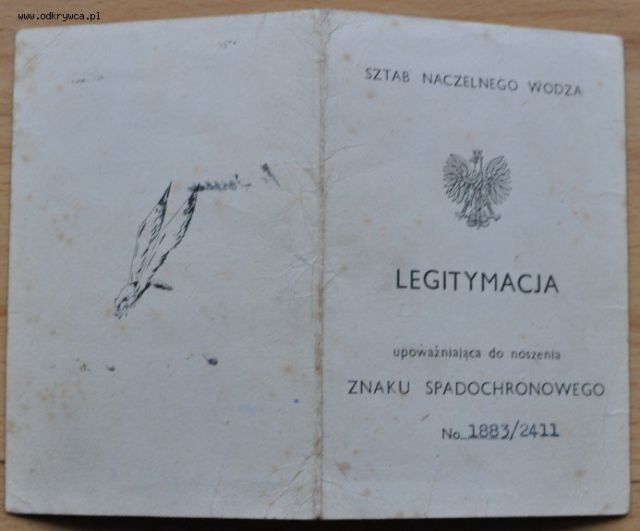 www.odkrywca.pl
SZTAB NACZELNEGO WODZA
LEGITYMACJA
upoważniająca do noszenia
ZNAKU SPADOCHRONOWEGO
No. 1883/2411